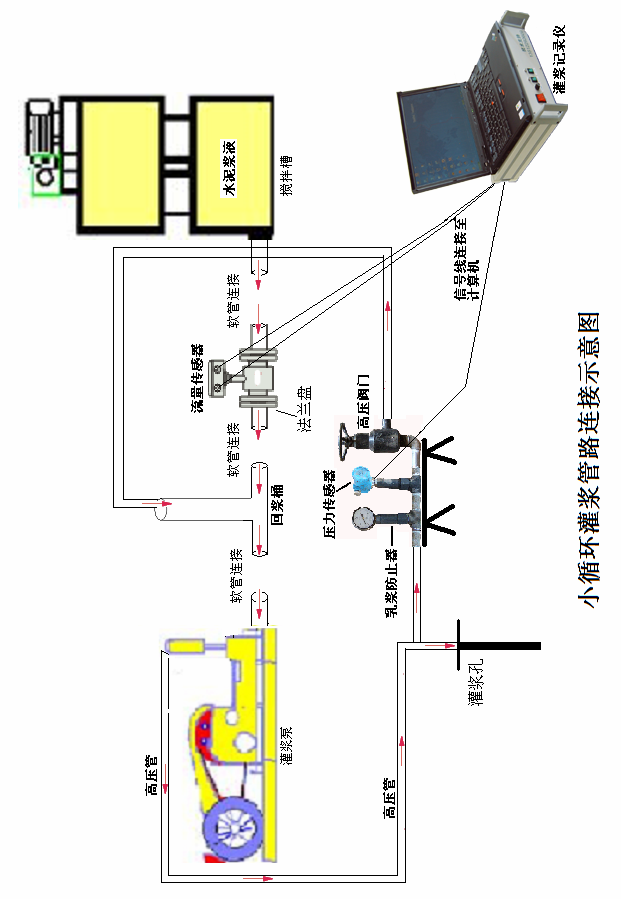 水泥浆液
搅拌槽
灌浆记录仪
软管连接
信号线连接至
计算机
流量传感器
法兰盘
高压阀门
软管连接
回浆桶
压力传感器
乳浆防止器
软管连接
灌浆泵
灌浆孔
高压管
高压管
小循环灌浆管路连接示意图